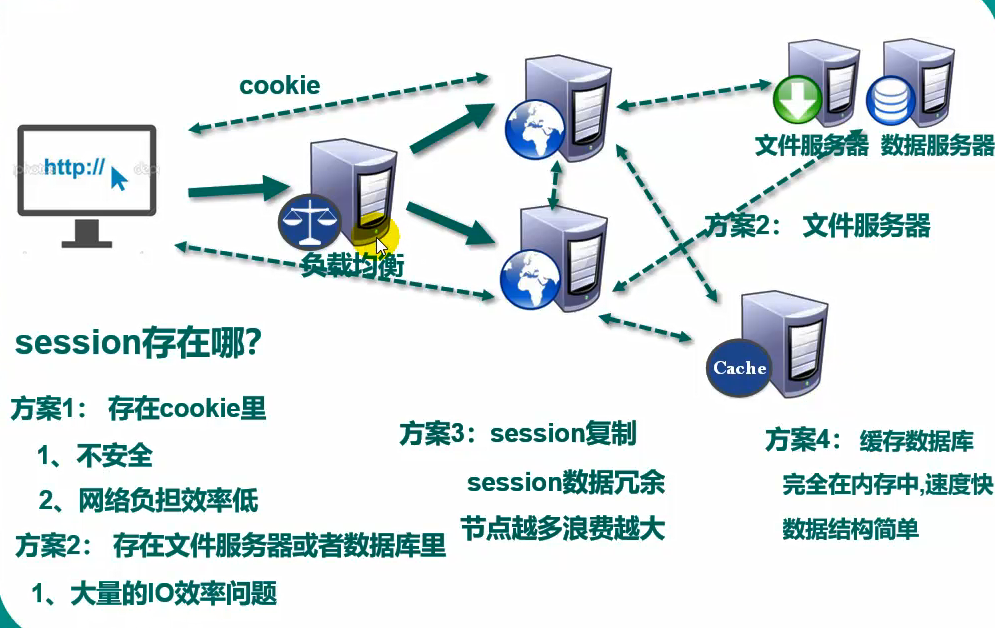 cookie
http://
负载均衡
文件服务器
数据服务器
方案2： 文件服务器
Cache
session存在哪？
方案1： 存在cookie里
1、不安全
2、网络负担效率低
方案2： 存在文件服务器或者数据库里
1、大量的IO效率问题
方案3：session复制
session数据冗余
节点越多浪费越大
方案4： 缓存数据库
完全在内存中,速度快
数据结构简单